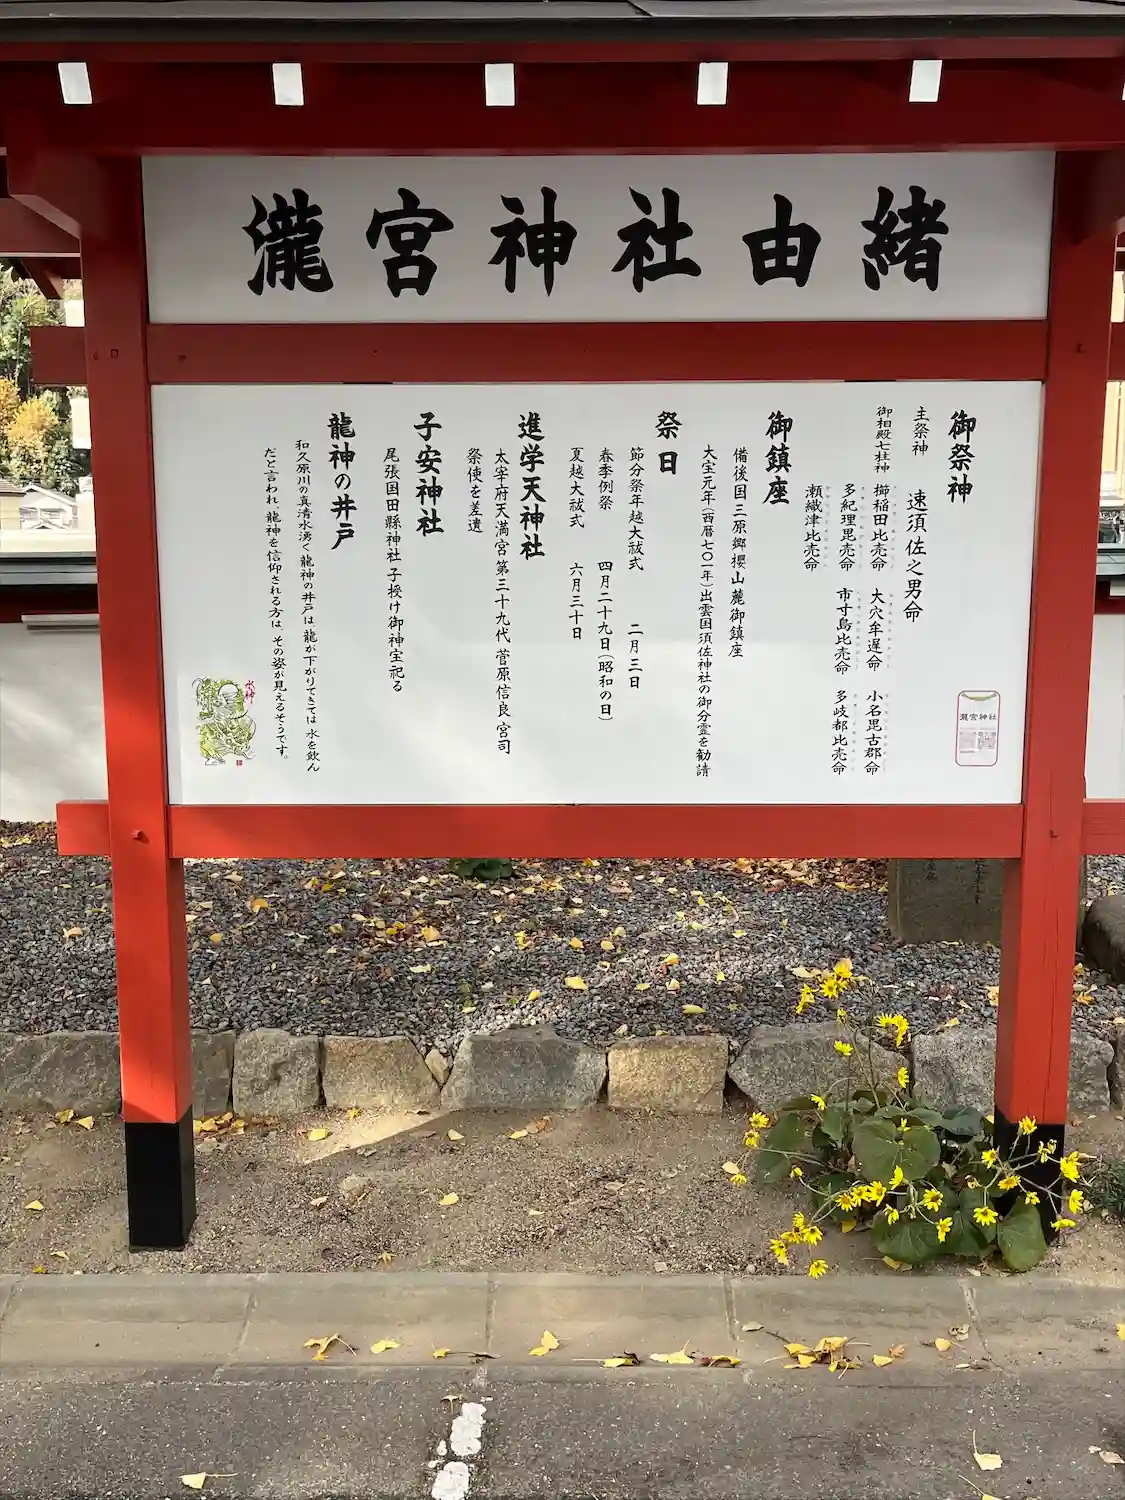 瀧宮神社由緒
御祭神
主祭神 速須佐之男命
御相殿七柱神 櫛稲田比売命 大穴牟遅命 小名毘古那命
多紀理毘売命 市寸島比売命 多岐都比売命
瀬織津比売命
御鎮座
備後国三原郷櫻山麓御鎮座
大宝元年(西暦七〇一年)出雲国須佐神社の御分霊を勧請
祭日
節分祭年越大祓式 二月三日
春季例祭 四月二十九日(昭和の日)
夏越大祓式 六月三十日
進学天神社
太宰府天満宮第三十九代 菅原信良宮司
祭使を差遣
子安神社
尾張国田縣神社 子授け御神宝祀る
龍神の井戸
和久原川の真清水湧く龍神の井戸は、龍が下がりてきては 水を飲ん
だと言われ、龍神を信仰される方は、その姿が見えるそうです。
水神
瀧宮神社